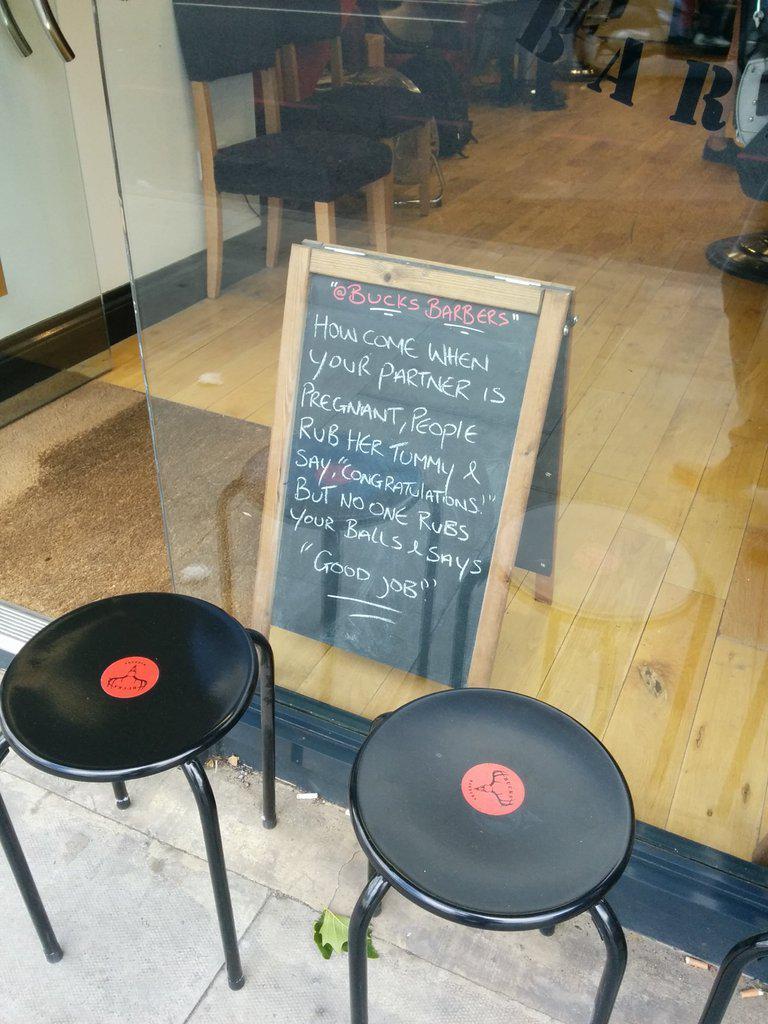 BAR
"@BUCKS BARBERS"
HOW COME WHEN
YOUR PARTNER IS
PREGNANT, PEOPLE
RUB HER TUMMY &
SAY, "CONGRATULATIONS!"
BUT NO ONE RUBS
YOUR BALLS & SAYS
"GOOD JOB!"